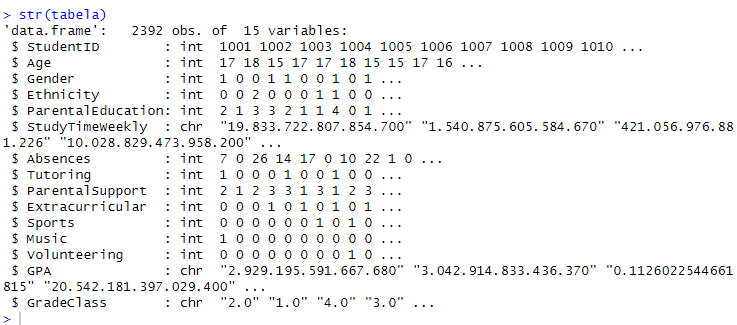 > str(tabela)
'data.frame':   2392 obs. of  15 variables:
 $ StudentID        : int  1001 1002 1003 1004 1005 1006 1007 1008 1009 1010 ...
 $ Age              : int  17 18 15 17 17 18 15 15 17 16 ...
 $ Gender           : int  1 0 0 1 1 0 0 1 0 1 ...
 $ Ethnicity        : int  0 0 2 0 0 0 1 1 0 0 ...
 $ ParentalEducation: int  2 1 3 3 2 1 1 4 0 1 ...
 $ StudyTimeWeekly  : chr  "19.833.722.807.854.700" "1.540.875.605.584.670" "421.056.976.88
1.226" "10.028.829.473.958.200" ...
 $ Absences         : int  7 0 26 14 17 0 10 22 1 0 ...
 $ Tutoring         : int  1 0 0 0 1 0 0 1 0 0 ...
 $ ParentalSupport  : int  2 1 2 3 3 1 3 1 2 3 ...
 $ Extracurricular  : int  0 0 0 1 0 1 0 1 0 1 ...
 $ Sports           : int  0 0 0 0 0 0 1 0 1 0 ...
 $ Music            : int  1 0 0 0 0 0 0 0 0 0 ...
 $ Volunteering     : int  0 0 0 0 0 0 0 0 1 0 ...
 $ GPA              : chr  "2.929.195.591.667.680" "3.042.914.833.436.370" "0.1126022544661
815" "20.542.181.397.029.400" ...
 $ GradeClass       : chr  "2.0" "1.0" "4.0" "3.0" ...
>